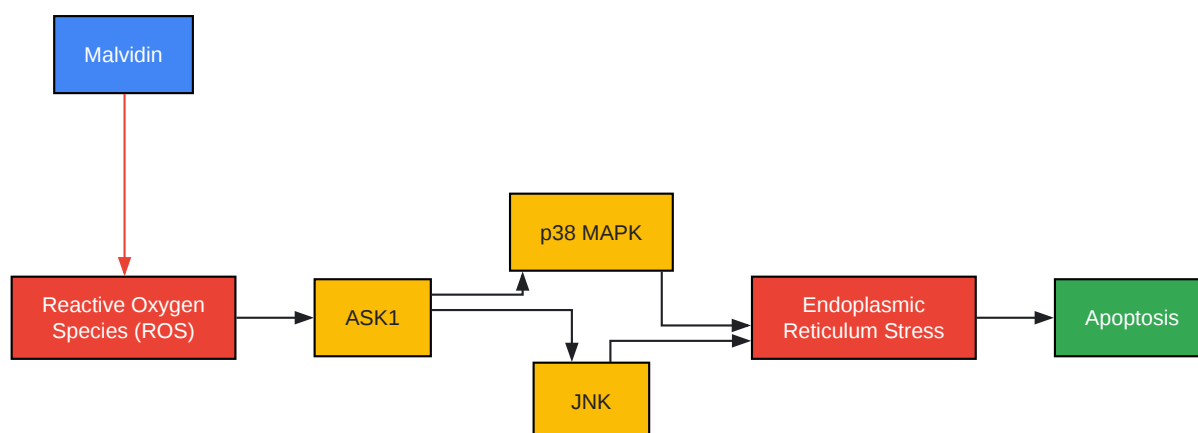 Malvidin
p38 MAPK
Reactive Oxygen
Species (ROS)
ASK1
Endoplasmic
Reticulum Stress
Apoptosis
JNK